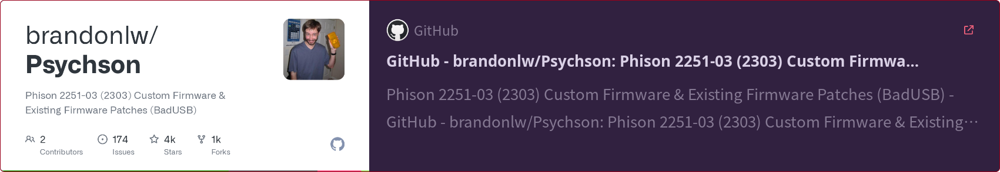 brandonlw/
Psychson
Phison 2251-03 (2303) Custom Firmware &
Existing Firmware Patches (BadUSB)
2
Contributors
174
Issues
4k
Stars
1k
Forks
GitHub
GitHub - brandonlw/Psychson: Phison 2251-03 (2303) Custom Firmwa...
Phison 2251-03 (2303) Custom Firmware & Existing Firmware Patches (BadUSB) -
GitHub - brandonlw/Psychson: Phison 2251-03 (2303) Custom Firmware & Existing···